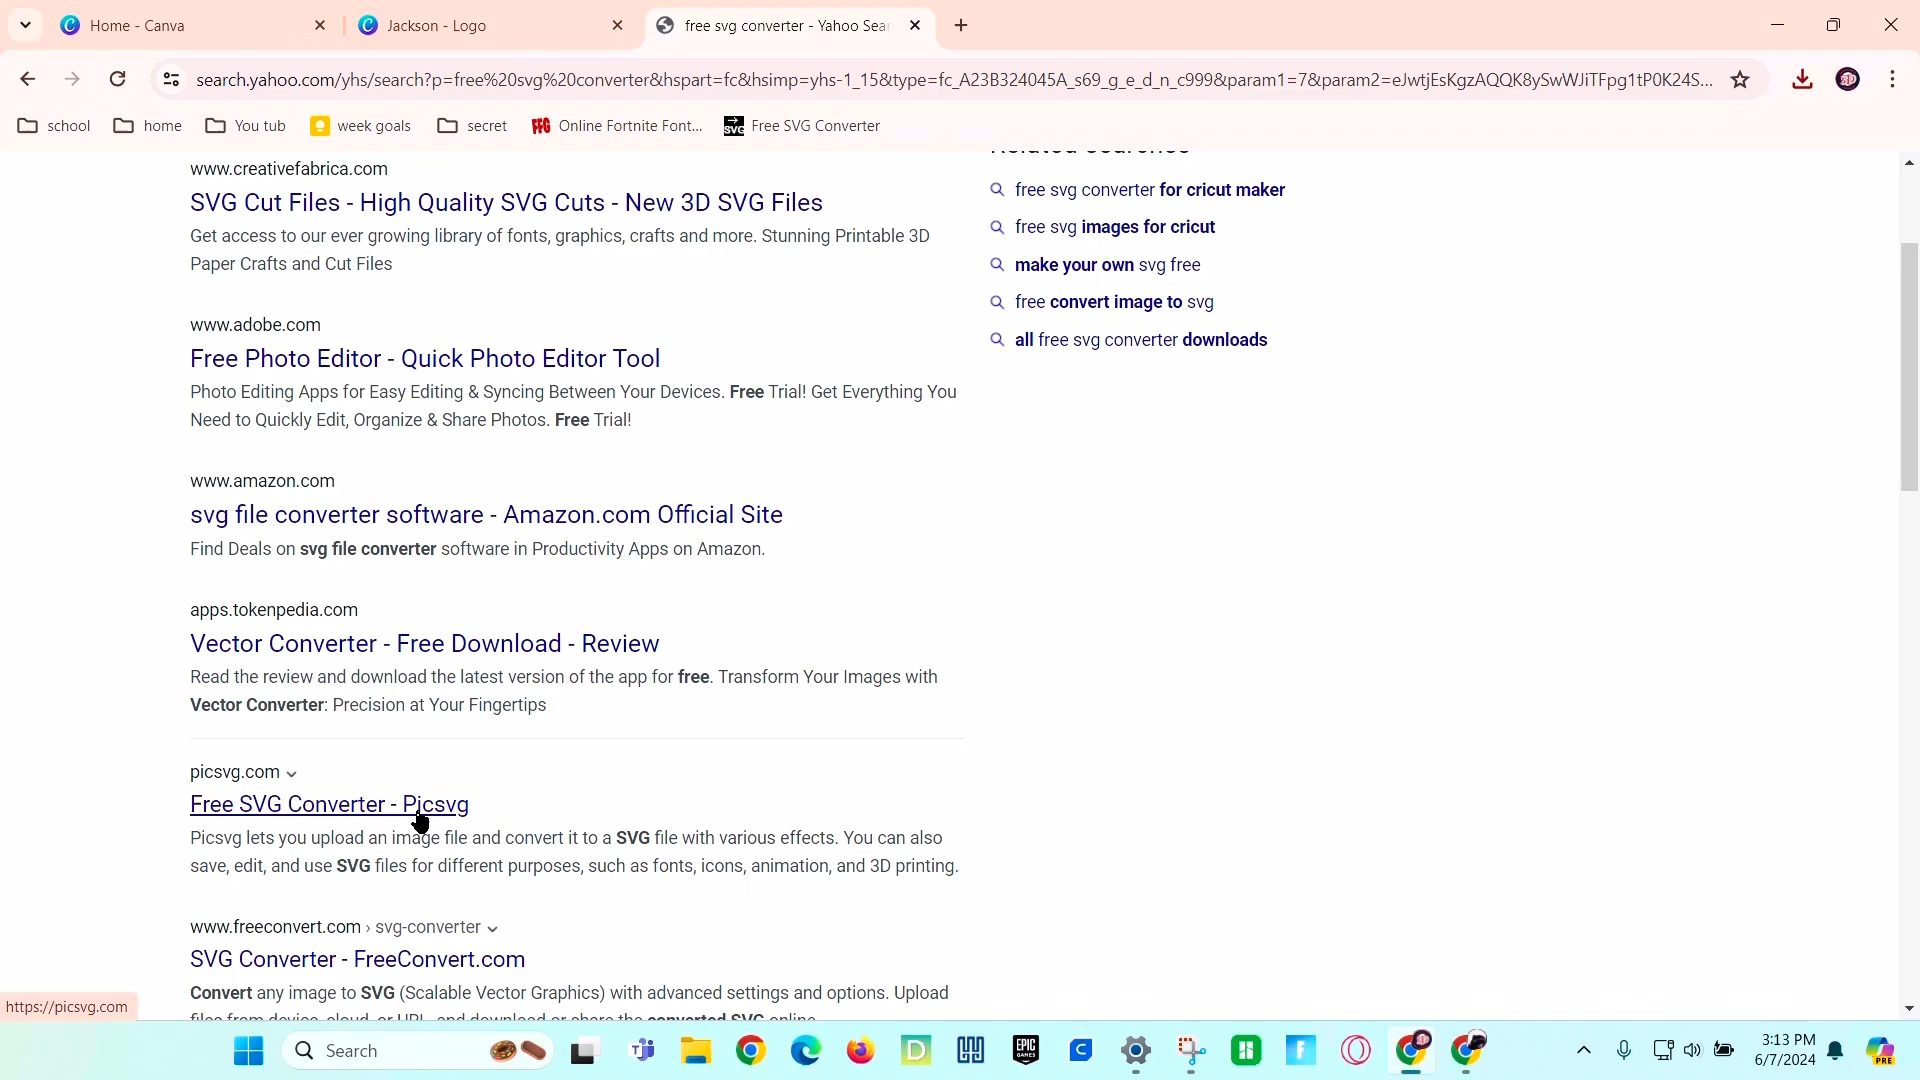 Home - Canva
Jackson - Logo
free svg converter - Yahoo Sear
search.yahoo.com/yhs/search?p=free%20svg%20converter&hspart=fc&hsimp=yhs-1_15&type=fc_A23B324045A_s69_g_e_d_n_c999&param1=7&param2=eJwtjEsKgzAQQK8ySwWJiTFpg1tP0K24S...
school
home
You tub
week goals
secret
Online Fortnite Font...
Free SVG Converter
www.creativefabrica.com
SVG Cut Files - High Quality SVG Cuts - New 3D SVG Files
Get access to our ever growing library of fonts, graphics, crafts and more. Stunning Printable 3D
Paper Crafts and Cut Files
www.adobe.com
Free Photo Editor - Quick Photo Editor Tool
Photo Editing Apps for Easy Editing & Syncing Between Your Devices. Free Trial! Get Everything You
Need to Quickly Edit, Organize & Share Photos. Free Trial!
www.amazon.com
svg file converter software - Amazon.com Official Site
Find Deals on svg file converter software in Productivity Apps on Amazon.
apps.tokenpedia.com
Vector Converter - Free Download - Review
Read the review and download the latest version of the app for free. Transform Your Images with
Vector Converter: Precision at Your Fingertips
picsvg.com
Free SVG Converter - Picsvg
Picsvg lets you upload an image file and convert it to a SVG file with various effects. You can also
save, edit, and use SVG files for different purposes, such as fonts, icons, animation, and 3D printing.
www.freeconvert.com › svg-converter
SVG Converter - FreeConvert.com
Convert any image to SVG (Scalable Vector Graphics) with advanced settings and options. Upload
files from device, cloud, or URL, and download or share the converted SVG online.
Related searches
free svg converter for cricut maker
free svg images for cricut
make your own svg free
free convert image to svg
all free svg converter downloads
https://picsvg.com
Search
EPIC
GAMES
3:13 PM
6/7/2024
PRE